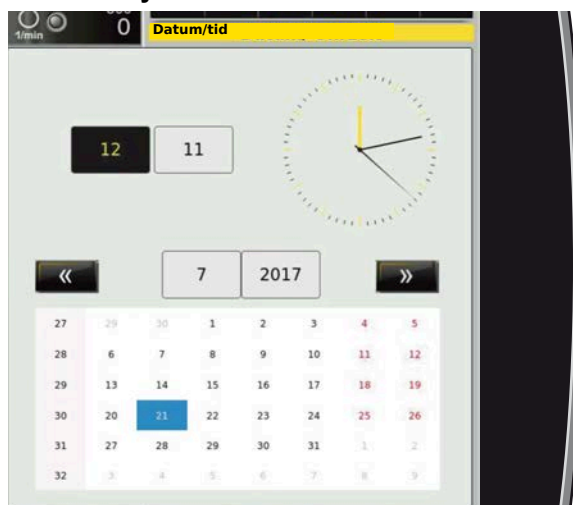 0
1/min
Datum/tid
12 11
« 7 2017 »
27 29 30 1 2 3 4 5
28 6 7 8 9 10 11 12
29 13 14 15 16 17 18 19
30 20 21 22 23 24 25 26
31 27 28 29 30 31 1 2
32 3 4 5 6 7 8 9